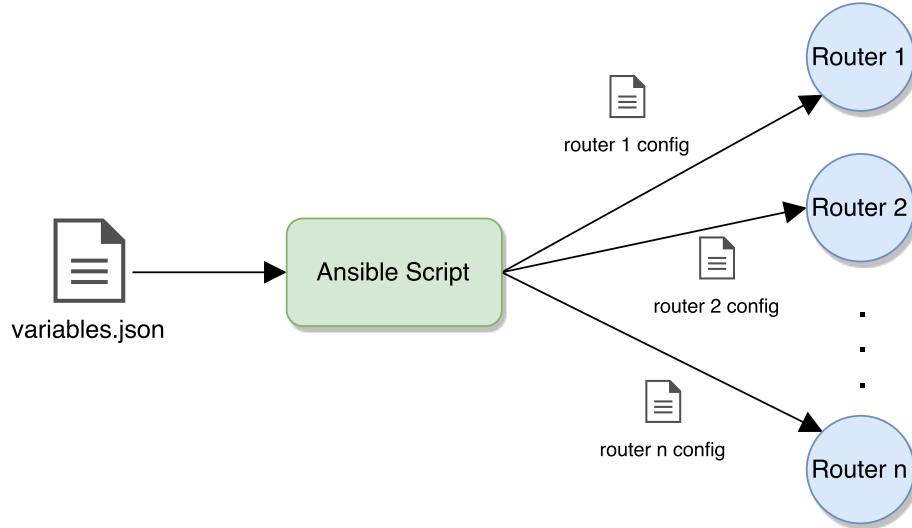 Router 1
router 1 config
Router 2
variables.json
Ansible Script
router 2 config
router n config
Router n